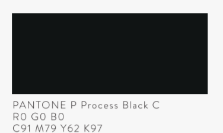 PANTONE P Process Black C
R0 G0 B0
C91 M79 Y62 K97